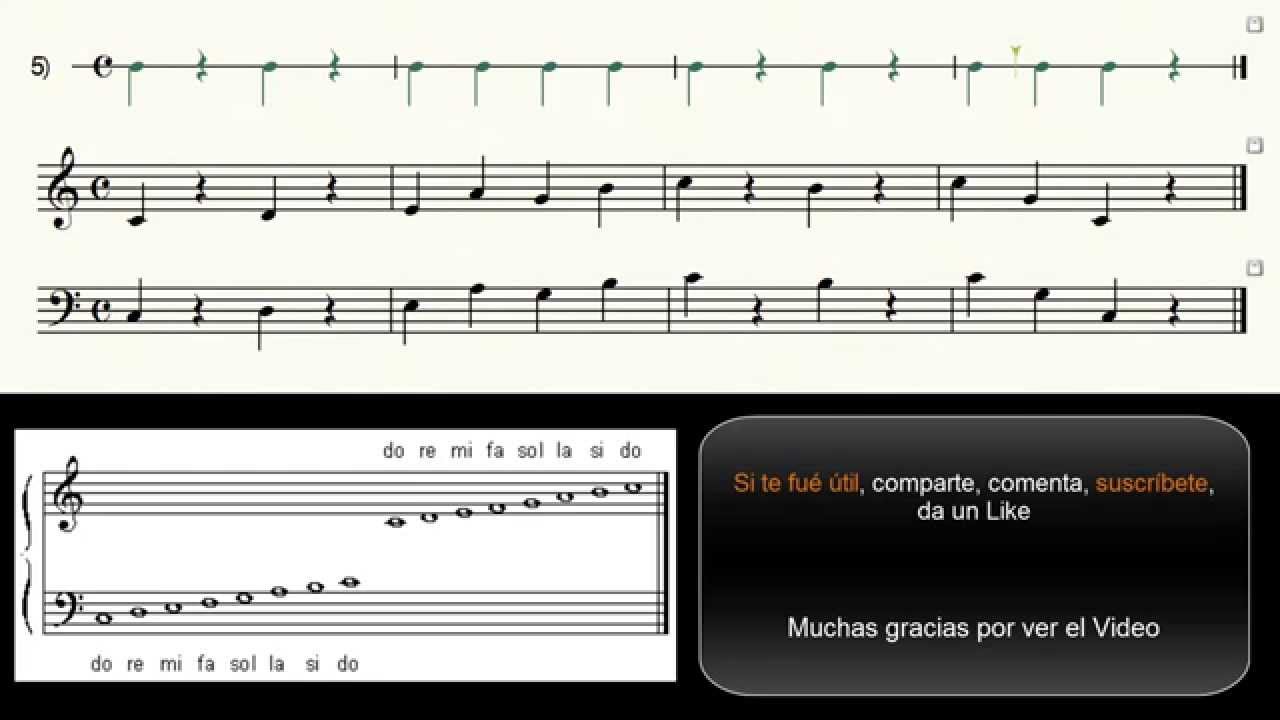 5)
do re mi fa sol la si do
do re mi fa sol la si do
Si te fué útil, comparte, comenta, suscríbete,
da un Like
Muchas gracias por ver el Video